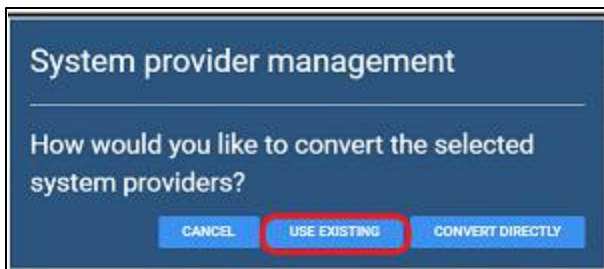 System provider management
How would you like to convert the selected
system providers?
CANCEL USE EXISTING CONVERT DIRECTLY